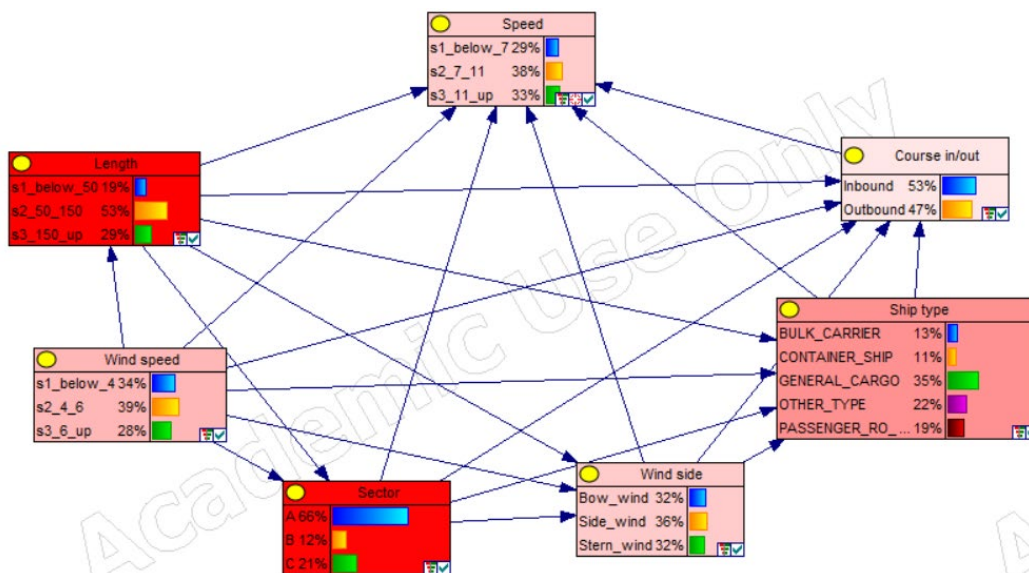 Speed
s1_below_7 29%
s2_7_11 38%
s3_11_up 33%
Length
s1_below_50 19%
s2_50_150 53%
s3_150_up 29%
Course in/out
Inbound 53%
Outbound 47%
Ship type
BULK_CARRIER 13%
CONTAINER_SHIP 11%
GENERAL_CARGO 35%
OTHER_TYPE 22%
PASSENGER_RO_... 19%
Wind speed
s1_below_4 34%
s2_4_6 39%
s3_6_up 28%
Sector
A 66%
B 12%
C 21%
Wind side
Bow_wind 32%
Side_wind 36%
Stern_wind 32%
Academic Use Only